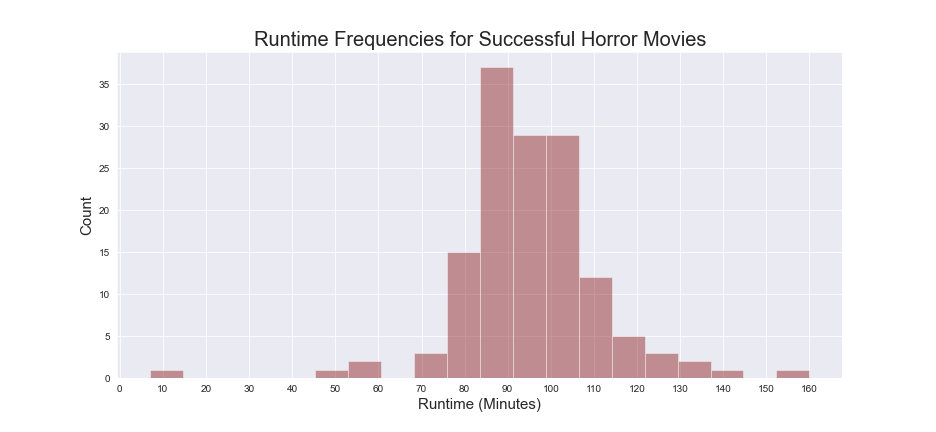 Runtime Frequencies for Successful Horror Movies
35
30
25
20
15
10
5
0
Count
0 10 20 30 40 50 60 70 80 90 100 110 120 130 140 150 160
Runtime (Minutes)